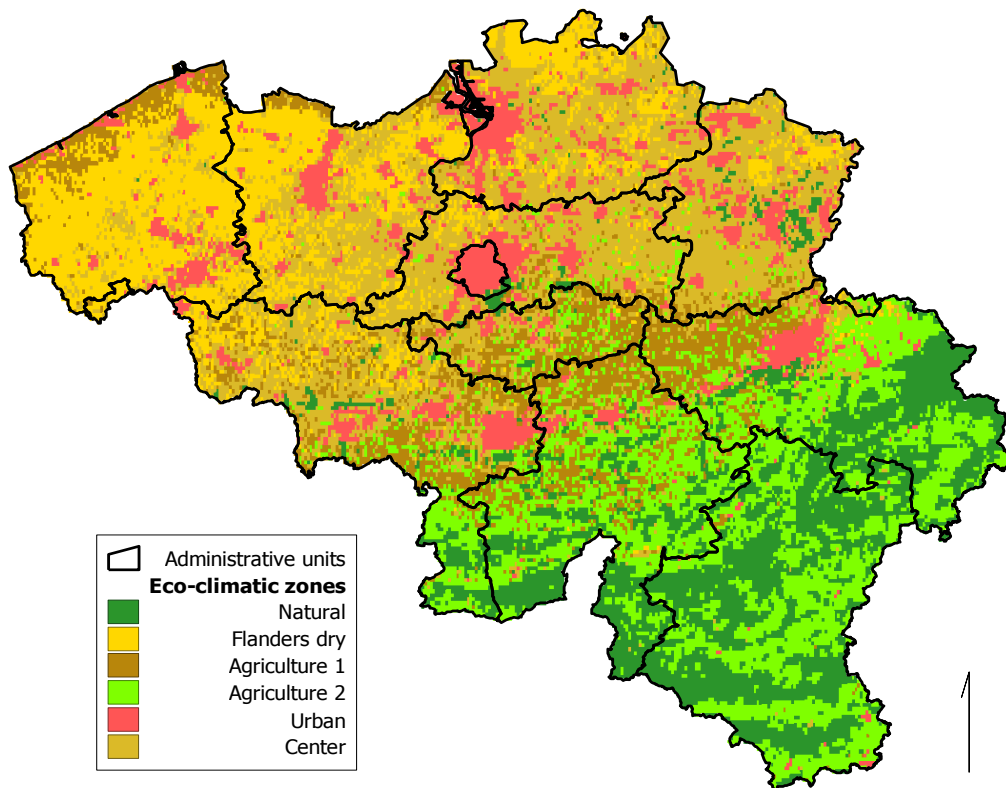 Administrative units
Eco-climatic zones
Natural
Flanders dry
Agriculture 1
Agriculture 2
Urban
Center